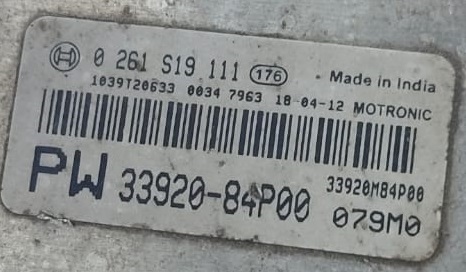 0 261 S19 111 176 Made in India
1039T20633 0034 7963 18-04-12 MOTRONIC
33920M84P00
PW 33920-84P00 079M0